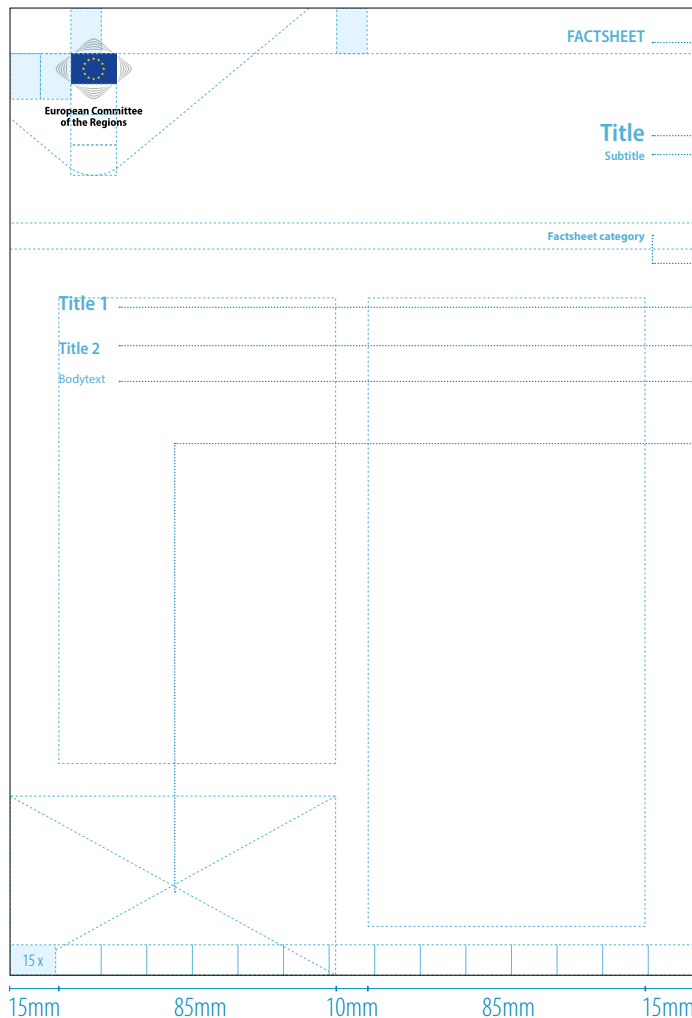 FACTSHEET
European Committee
of the Regions
Title
Subtitle
Factsheet category
Title 1
Title 2
Bodytext
15 x
15mm
85mm
10mm
85mm
15mm